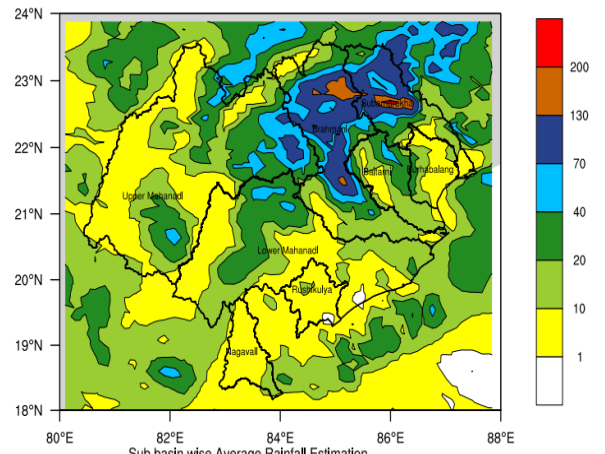 24°N
23°N
22°N
21°N
20°N
19°N
18°N
80°E
82°E
84°E
86°E
88°E
Brahmani
Baitarni
Burhabalang
Upper Mahanadi
Lower Mahanadi
Rushikulya
Nagavali
200
130
70
40
20
10
1
Sub basin wise Average Rainfall Estimation